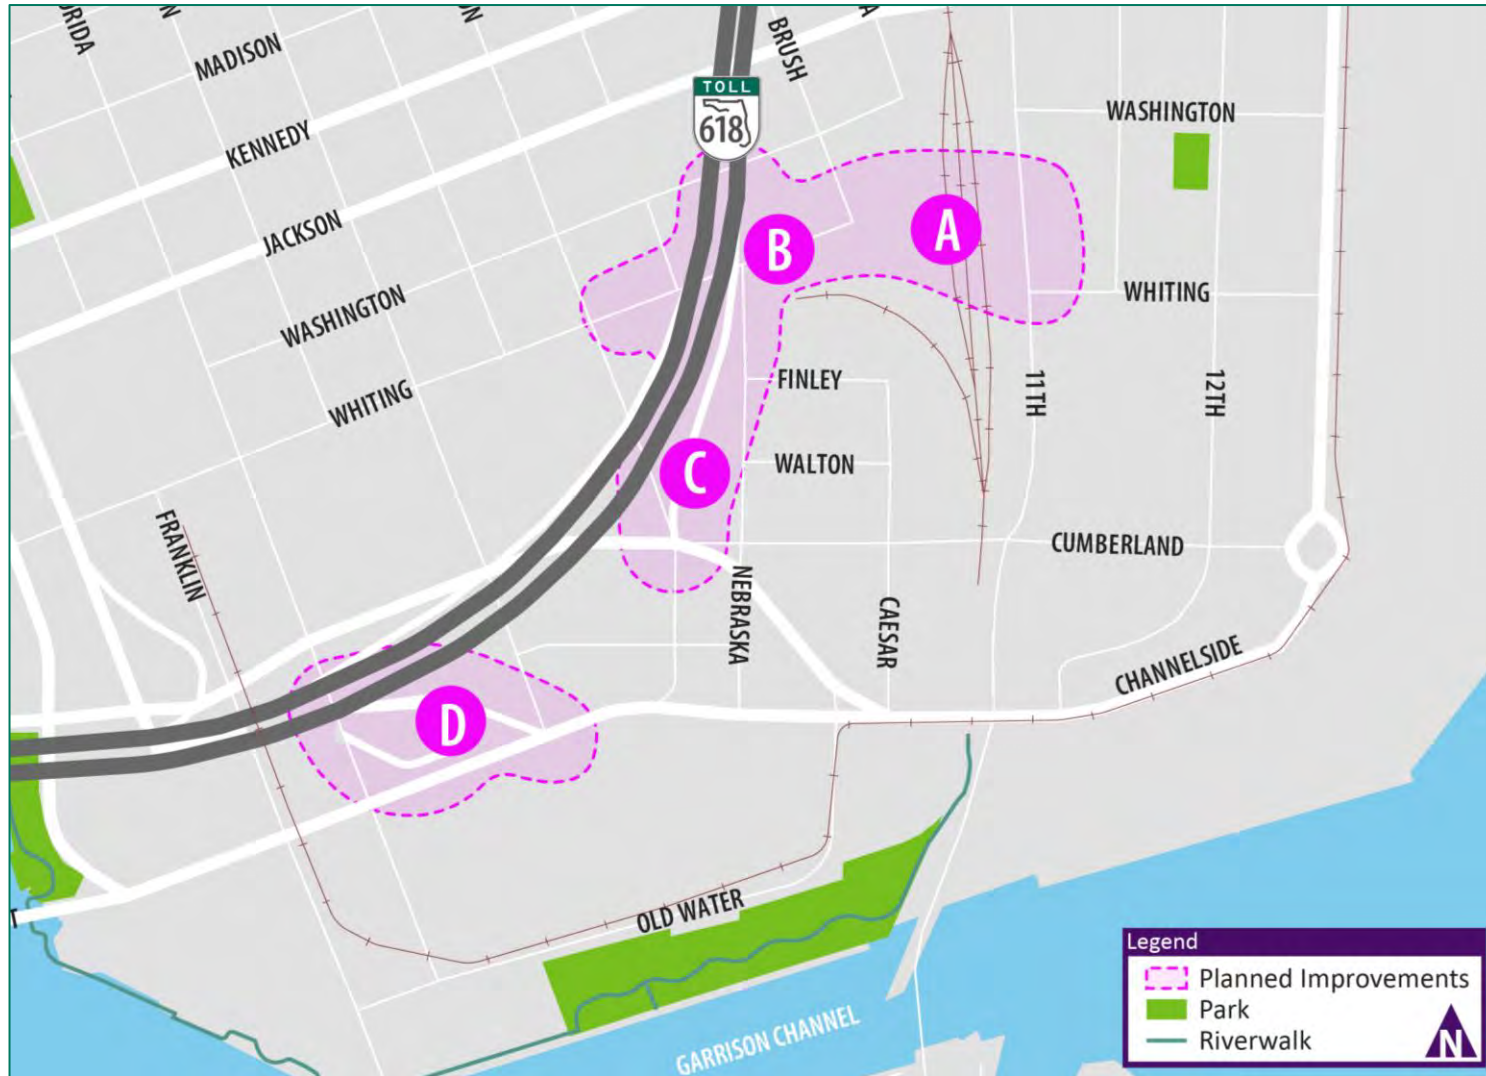 MADISON
BRUSH
KENNEDY
TOLL
618
WASHINGTON
JACKSON
A
B
WASHINGTON
WHITING
WHITING
FINLEY
11TH
12TH
WALTON
C
FRANKLIN
CUMBERLAND
NEBRASKA
CAESAR
CHANNELSIDE
D
OLD WATER
GARRISON CHANNEL
Legend
Planned Improvements
Park
Riverwalk
N